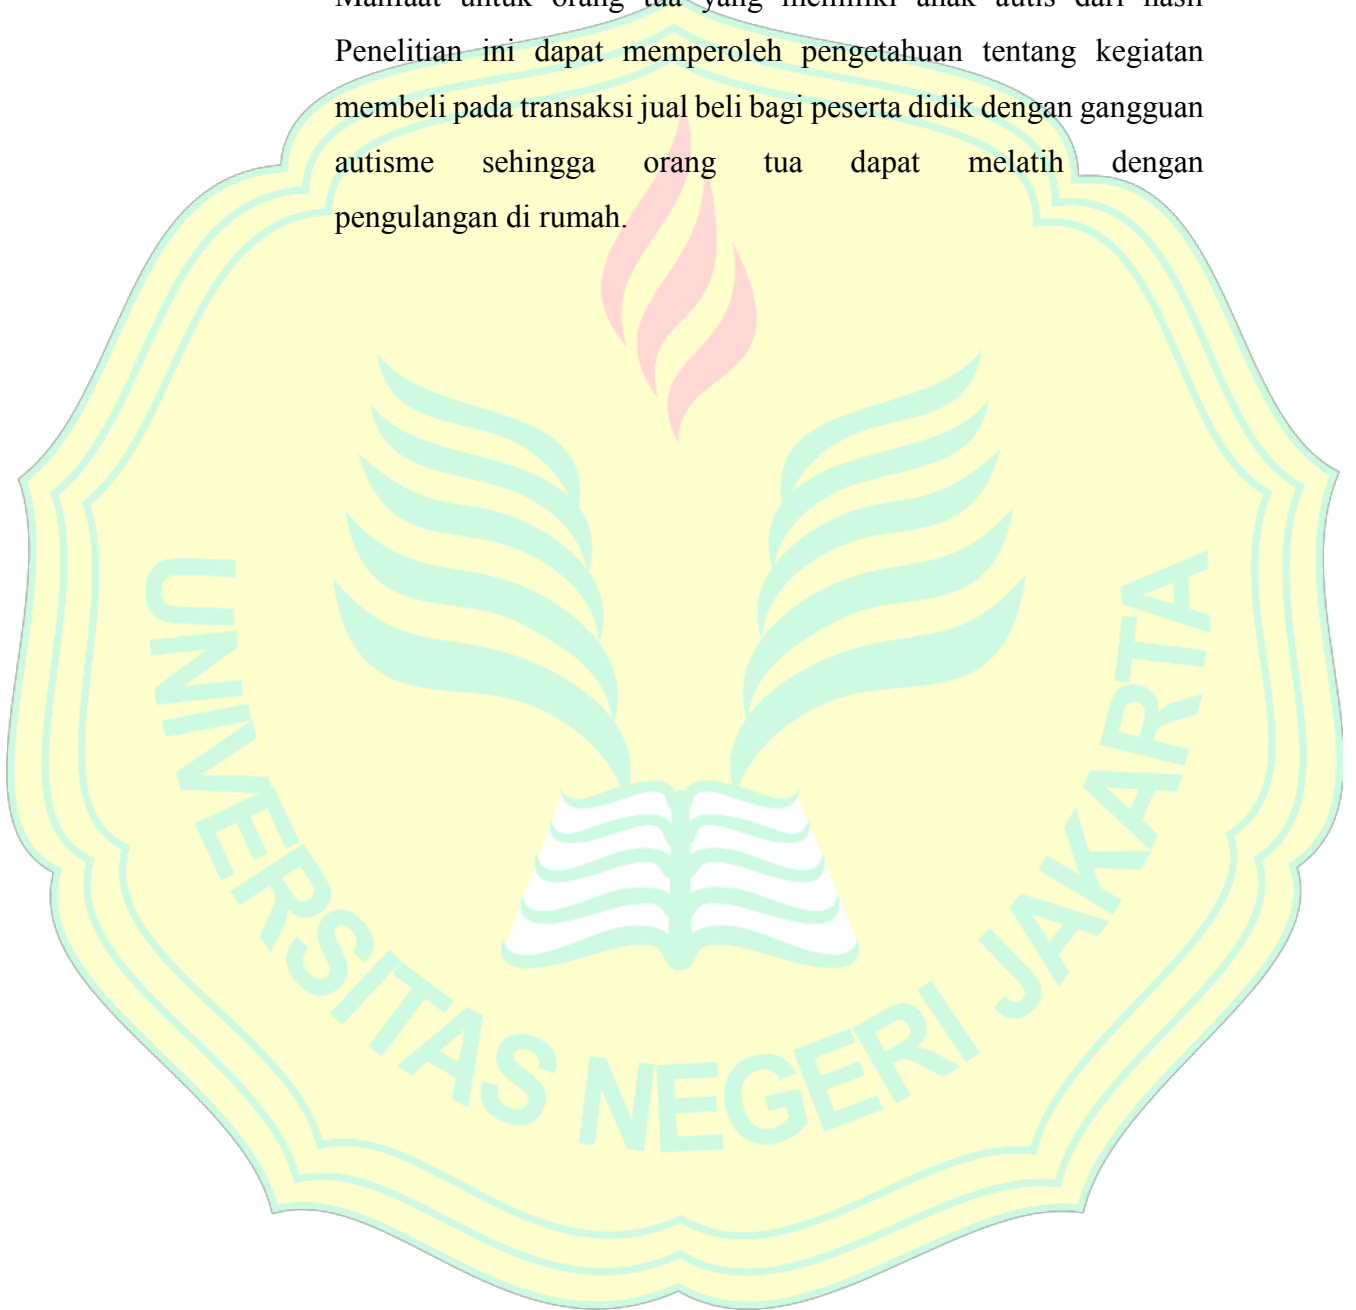 Manfaat untuk orang tua yang memiliki anak autis dari hasil
Penelitian ini dapat memperoleh pengetahuan tentang kegiatan
membeli pada transaksi jual beli bagi peserta didik dengan gangguan
autisme sehingga orang tua dapat melatih dengan
pengulangan di rumah.
UNIVERSITAS NEGERI JAKARTA